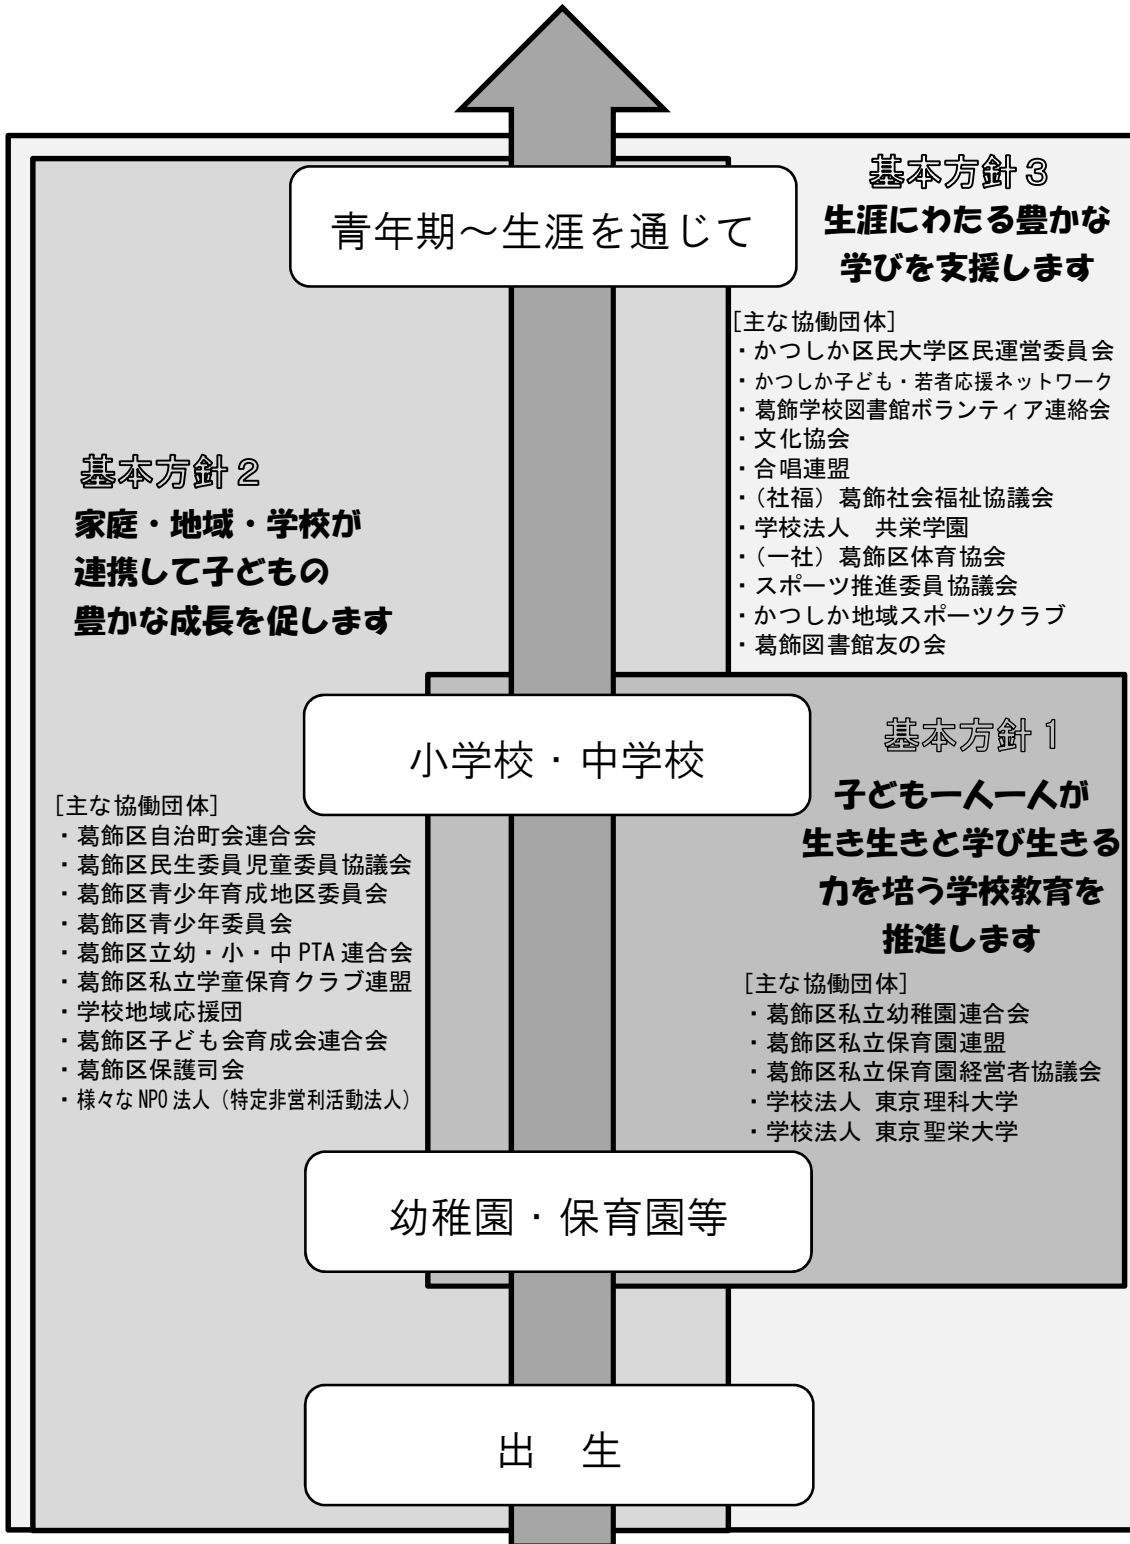 青年期～生涯を通じて
基本方針３
生涯にわたる豊かな
学びを支援します
［主な協働団体］
・かつしか区民大学区民運営委員会
・かつしか子ども・若者応援ネットワーク
・葛飾学校図書館ボランティア連絡会
・文化協会
・合唱連盟
・（社福）葛飾社会福祉協議会
・学校法人　共栄学園
・（一社）葛飾区体育協会
・スポーツ推進委員協議会
・かつしか地域スポーツクラブ
・葛飾図書館友の会
基本方針２
家庭・地域・学校が
連携して子どもの
豊かな成長を促します
［主な協働団体］
・葛飾区自治町会連合会
・葛飾区民生委員児童委員協議会
・葛飾区青少年育成地区委員会
・葛飾区青少年委員会
・葛飾区立幼・小・中 PTA 連合会
・葛飾区私立学童保育クラブ連盟
・学校地域応援団
・葛飾区子ども会育成会連合会
・葛飾区保護司会
・様々な NPO 法人（特定非営利活動法人）
小学校・中学校
基本方針１
子ども一人一人が
生き生きと学び生きる
力を培う学校教育を
推進します
［主な協働団体］
・葛飾区私立幼稚園連合会
・葛飾区私立保育園連盟
・葛飾区私立保育園経営者協議会
・学校法人 東京理科大学
・学校法人 東京聖栄大学
幼稚園・保育園等
出　生